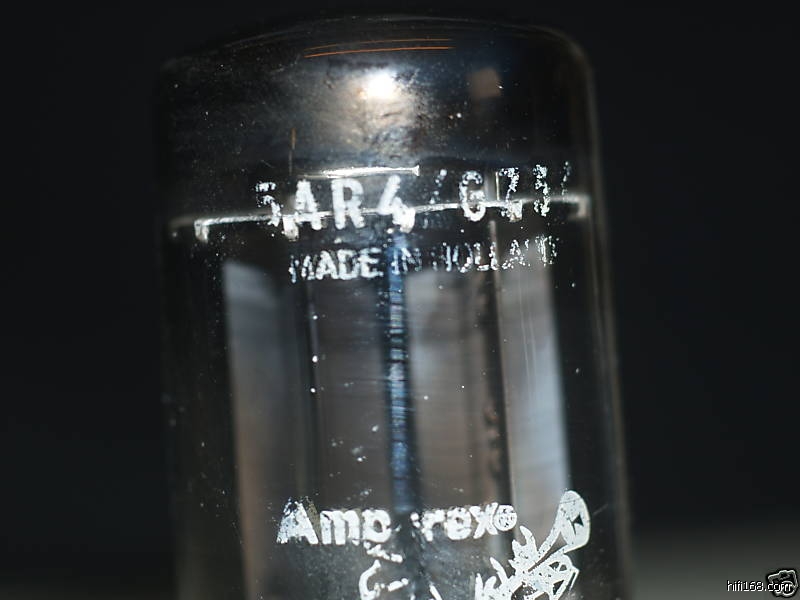 5AR4/GZ34
MADE IN HOLLAND
Amperex®
hifi168.com